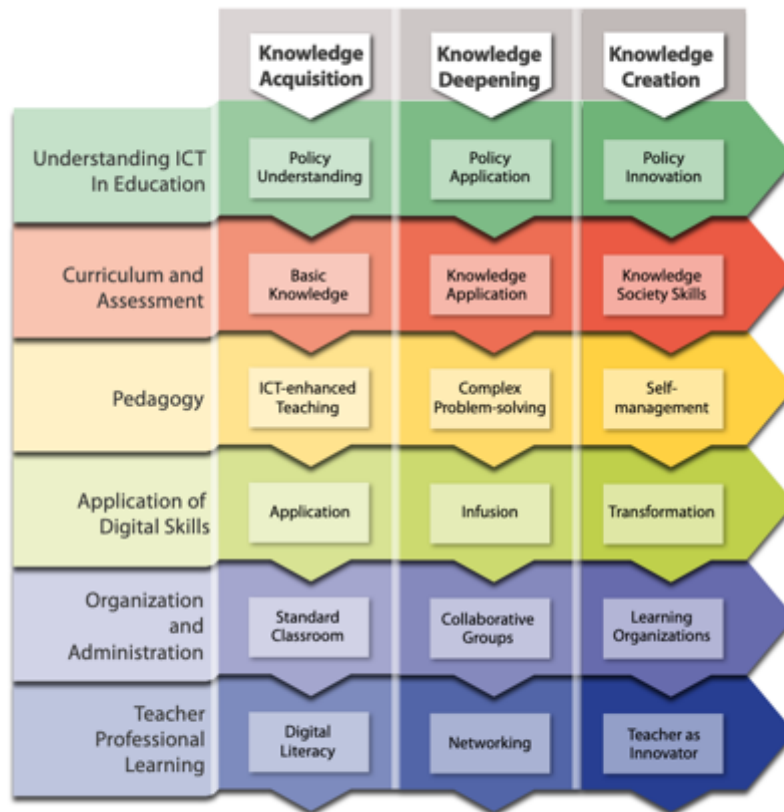 Knowledge
Acquisition
Knowledge
Deepening
Knowledge
Creation
Understanding ICT
In Education
Policy
Understanding
Policy
Application
Policy
Innovation
Curriculum and
Assessment
Basic
Knowledge
Knowledge
Application
Knowledge
Society Skills
Pedagogy
ICT-enhanced
Teaching
Complex
Problem-solving
Self-
management
Application of
Digital Skills
Application
Infusion
Transformation
Organization
and
Administration
Standard
Classroom
Collaborative
Groups
Learning
Organizations
Teacher
Professional
Learning
Digital
Literacy
Networking
Teacher as
Innovator